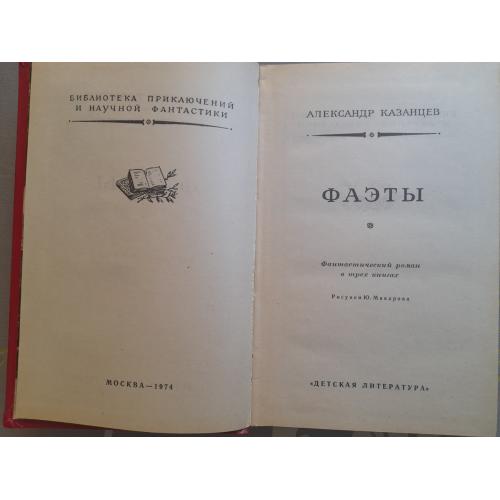 БИБЛИОТЕКА ПРИКЛЮЧЕНИЙ
И НАУЧНОЙ ФАНТАСТИКИ
МОСКВА—1974
АЛЕКСАНДР КАЗАНЦЕВ
ФАЭТЫ
Фантастический роман
в трех книгах
Рисунки Ю. Макарова
«ДЕТСКАЯ ЛИТЕРАТУРА»